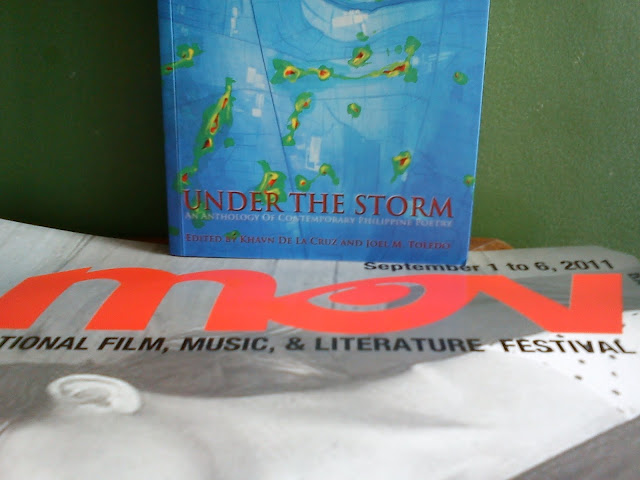 UNDER THE STORM
AN ANTHOLOGY OF CONTEMPORARY PHILIPPINE POETRY
EDITED BY KHAVN DE LA CRUZ AND JOEL M. TOLEDO
September 1 to 6, 2011
mov
TIONAL FILM, MUSIC, & LITERATURE FESTIVAL